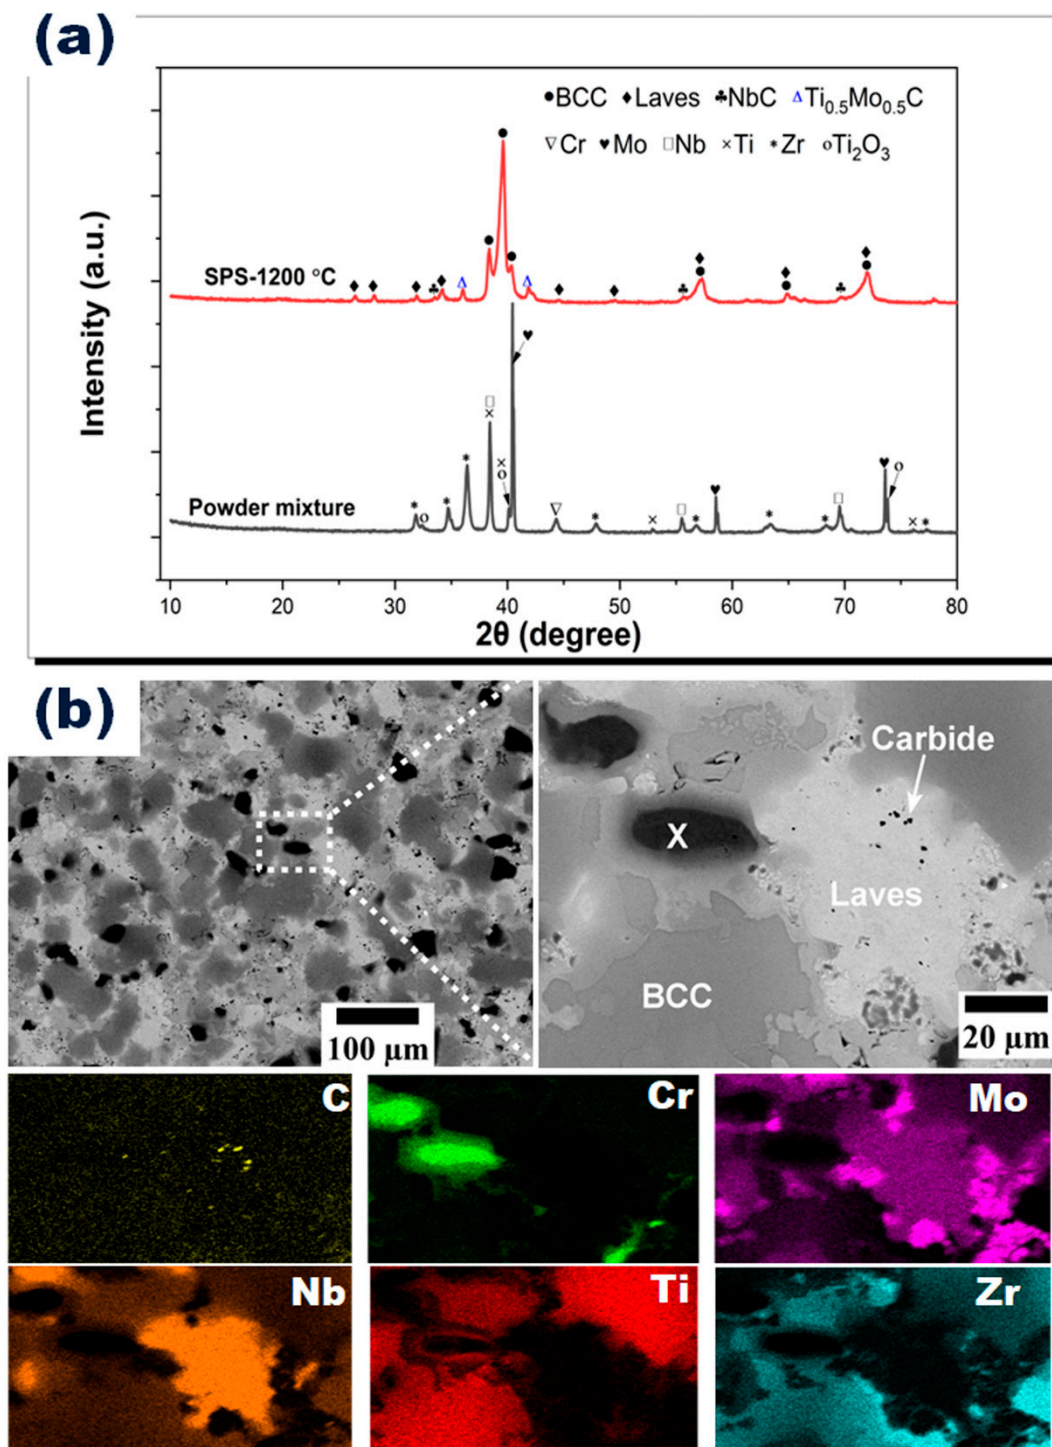 (a)
●BCC ♦Laves ♣NbC ΔTi₀.₅Mo₀.₅C
∇Cr ♥Mo □Nb ×Ti *Zr oTi₂O₃
SPS-1200 °C
Powder mixture
Intensity (a.u.)
10 20 30 40 50 60 70 80
2θ (degree)
(b)
100 μm
Carbide
X
Laves
BCC
20 μm
C
Cr
Mo
Nb
Ti
Zr